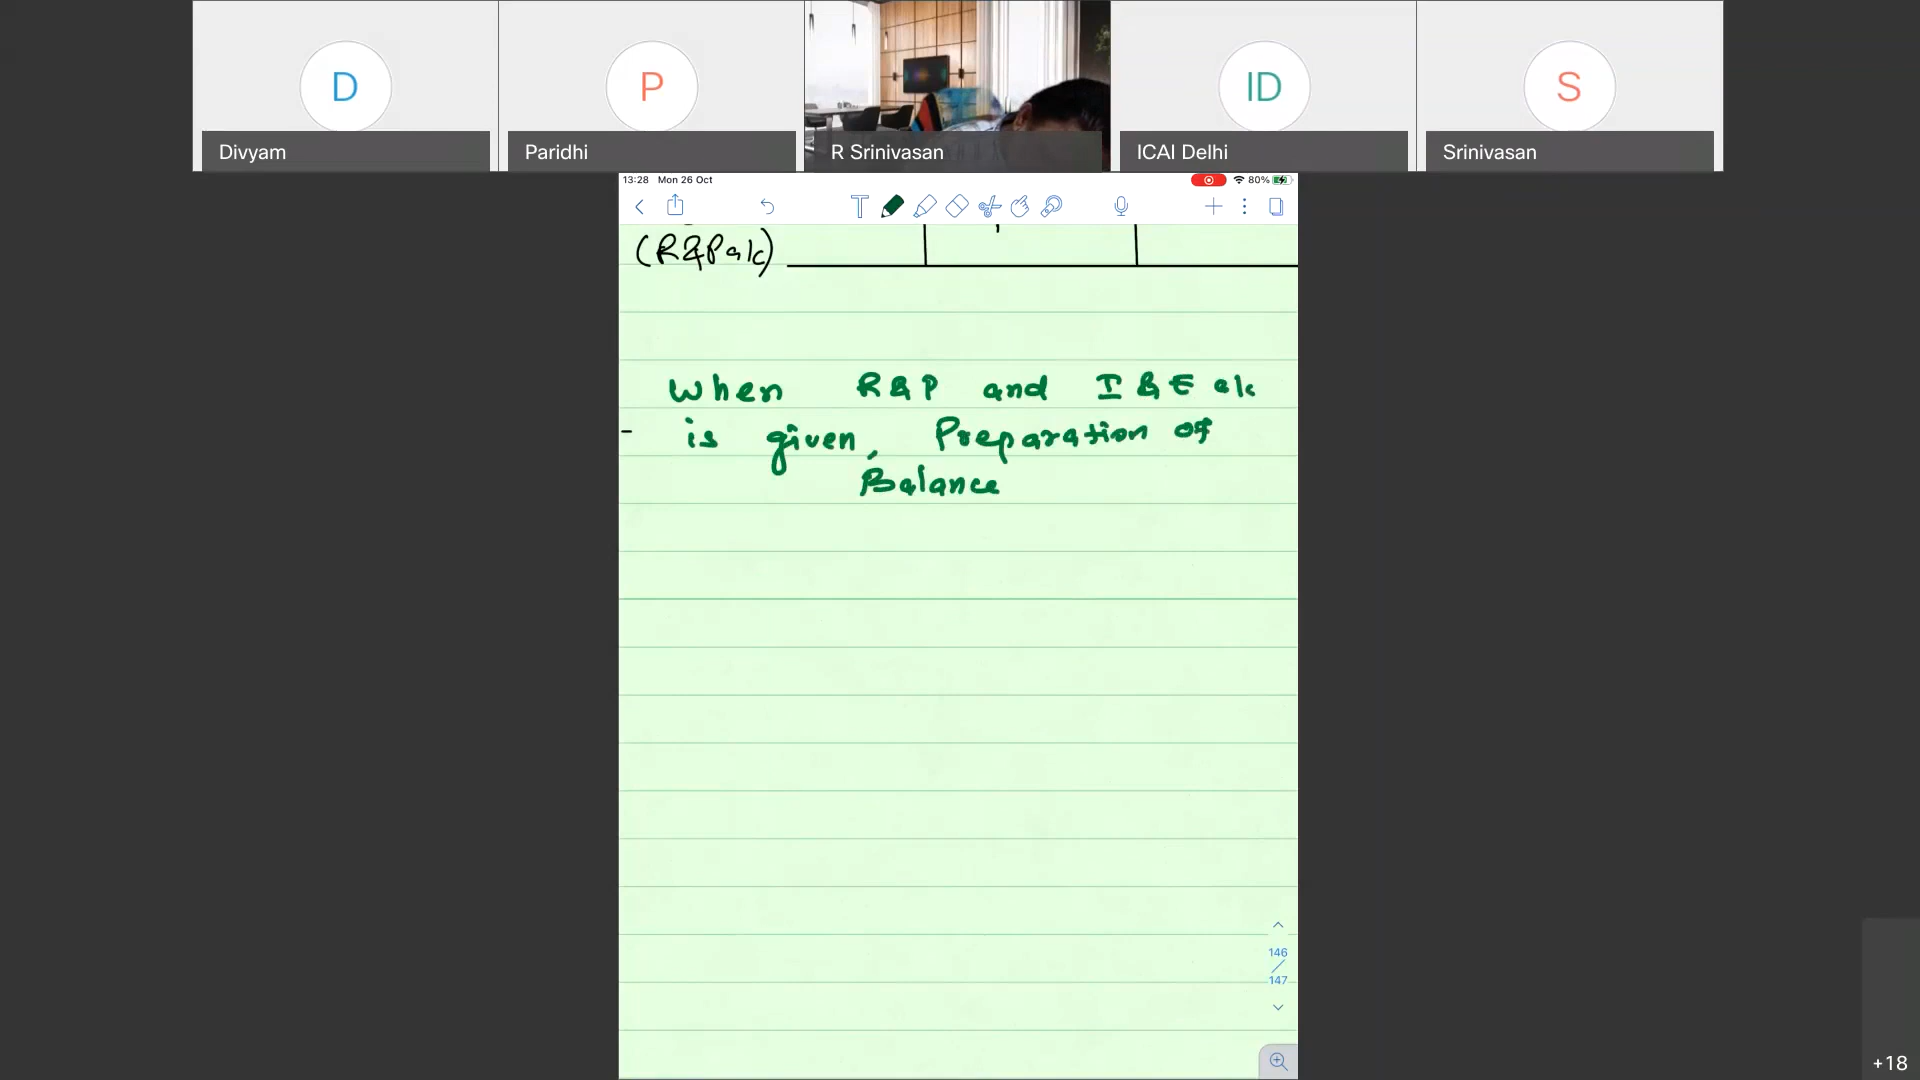 D
P
ID
S
Divyam
Paridhi
R Srinivasan
ICAI Delhi
Srinivasan
13:28 Mon 26 Oct
80%
T
(R&P a/c)
When R&P and I & E a/c
- is given, Preparation of
Balance
146
147
+18